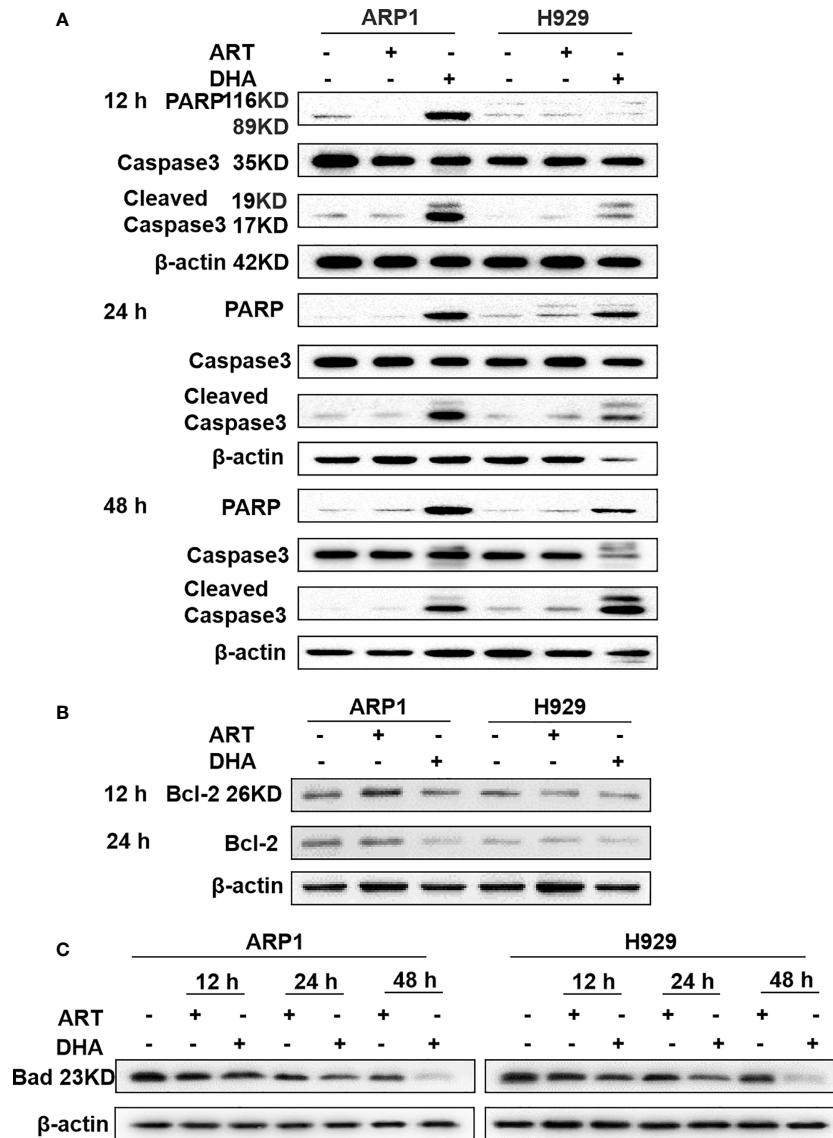 A
ARP1 H929
ART - + - - + -
DHA - - + - - +
12 h PARP 116KD
89KD
Caspase3 35KD
Cleaved 19KD
Caspase3 17KD
β-actin 42KD
24 h PARP
Caspase3
Cleaved
Caspase3
β-actin
48 h PARP
Caspase3
Cleaved
Caspase3
β-actin
B
ARP1 H929
ART - + - - + -
DHA - - + - - +
12 h Bcl-2 26KD
24 h Bcl-2
β-actin
C
ARP1 H929
12 h 24 h 48 h 12 h 24 h 48 h
ART - + - + - + - - + - + - + -
DHA - - + - + - + - - + - + - +
Bad 23KD
β-actin